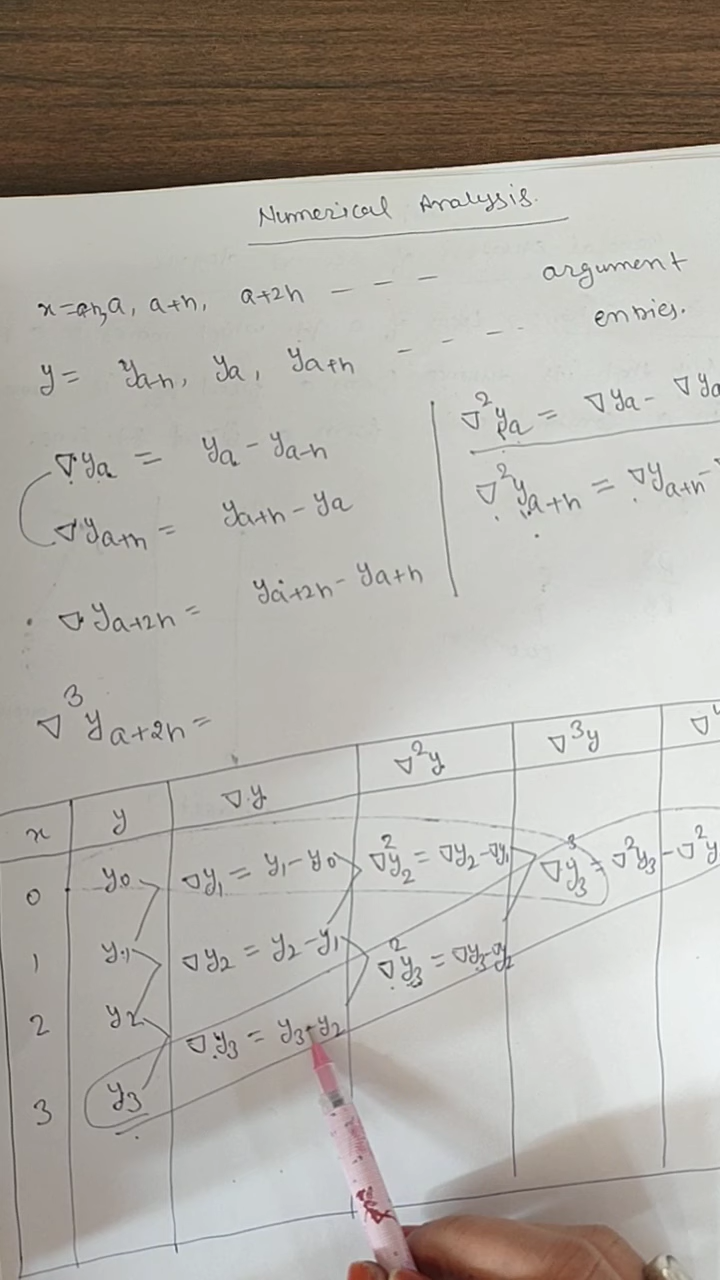 Numerical Analysis.
x = a-h, a, a+h, a+2h - - - argument
y = ya-h, ya, ya+h - - - - entries.
∇ya = ya - ya-h
∇ya+h = ya+h - ya
∇ya+2h = ya+2h - ya+h
∇³ya+2h =
∇²ya = ∇ya - ∇ya
∇²ya+h = ∇ya+h -
x y ∇y ∇²y ∇³y
0 y0 ∇y1 = y1 - y0 ∇²y2 = ∇y2 - ∇y1 ∇³y3 = ∇²y3 - ∇²y
1 y1 ∇y2 = y2 - y1 ∇²y3 = ∇y3 - y2
2 y2 ∇y3 = y3 - y2
3 y3